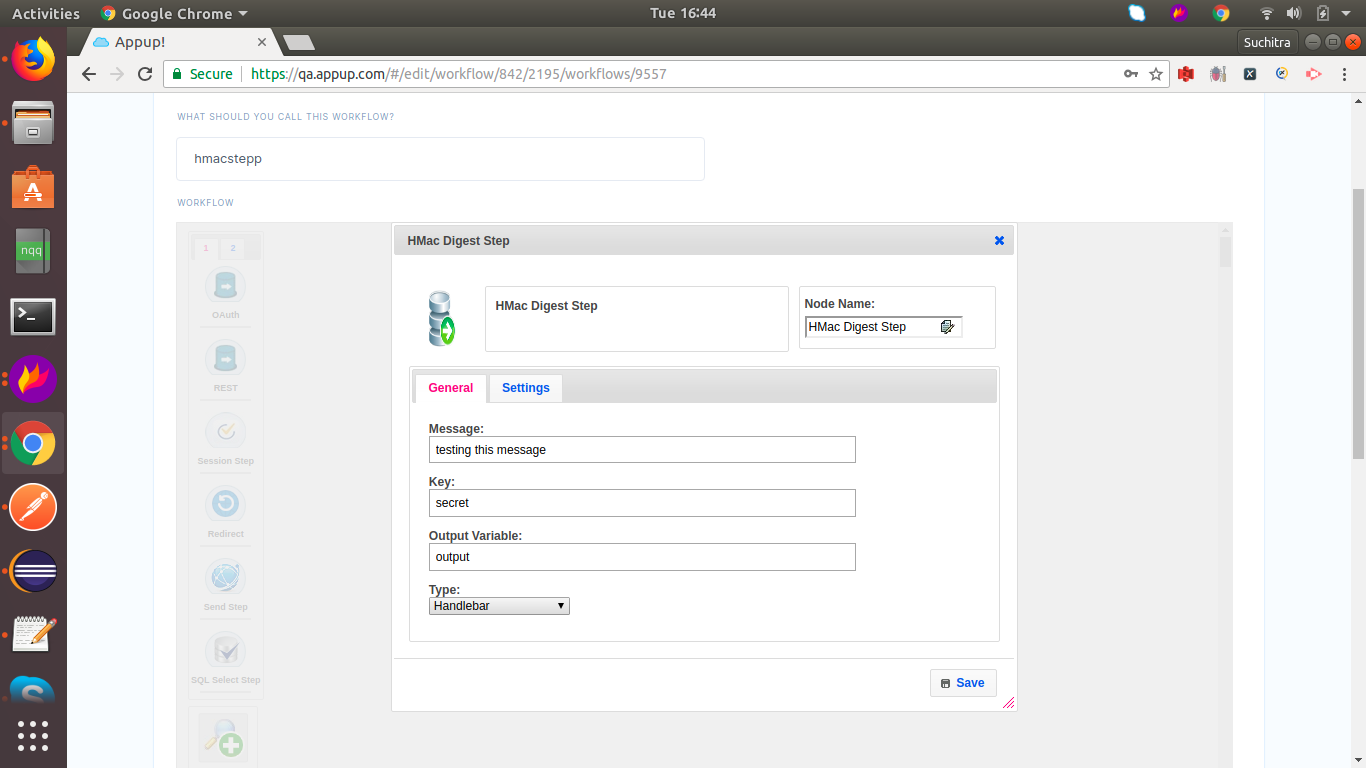 Activities
Google Chrome
Tue 16:44
Appup!
Suchitra
Secure
https://qa.appup.com/#/edit/workflow/842/2195/workflows/9557
WHAT SHOULD YOU CALL THIS WORKFLOW?
hmacstepp
WORKFLOW
1 2
OAuth
REST
Session Step
Redirect
Send Step
SQL Select Step
HMac Digest Step
HMac Digest Step
Node Name:
HMac Digest Step
General Settings
Message:
testing this message
Key:
secret
Output Variable:
output
Type:
Handlebar
Save
nqq